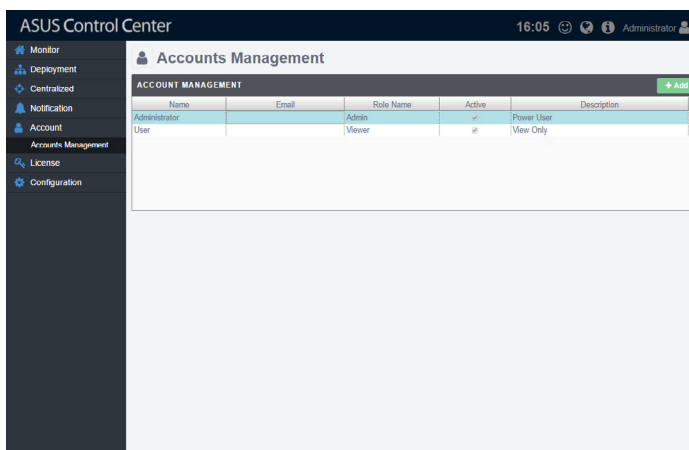 ASUS Control Center
16:05 Administrator
Monitor
Deployment
Centralized
Notification
Account
Accounts Management
License
Configuration
Accounts Management
ACCOUNT MANAGEMENT
+ Add
Name Email Role Name Active Description
Administrator Admin Power User
User Viewer View Only